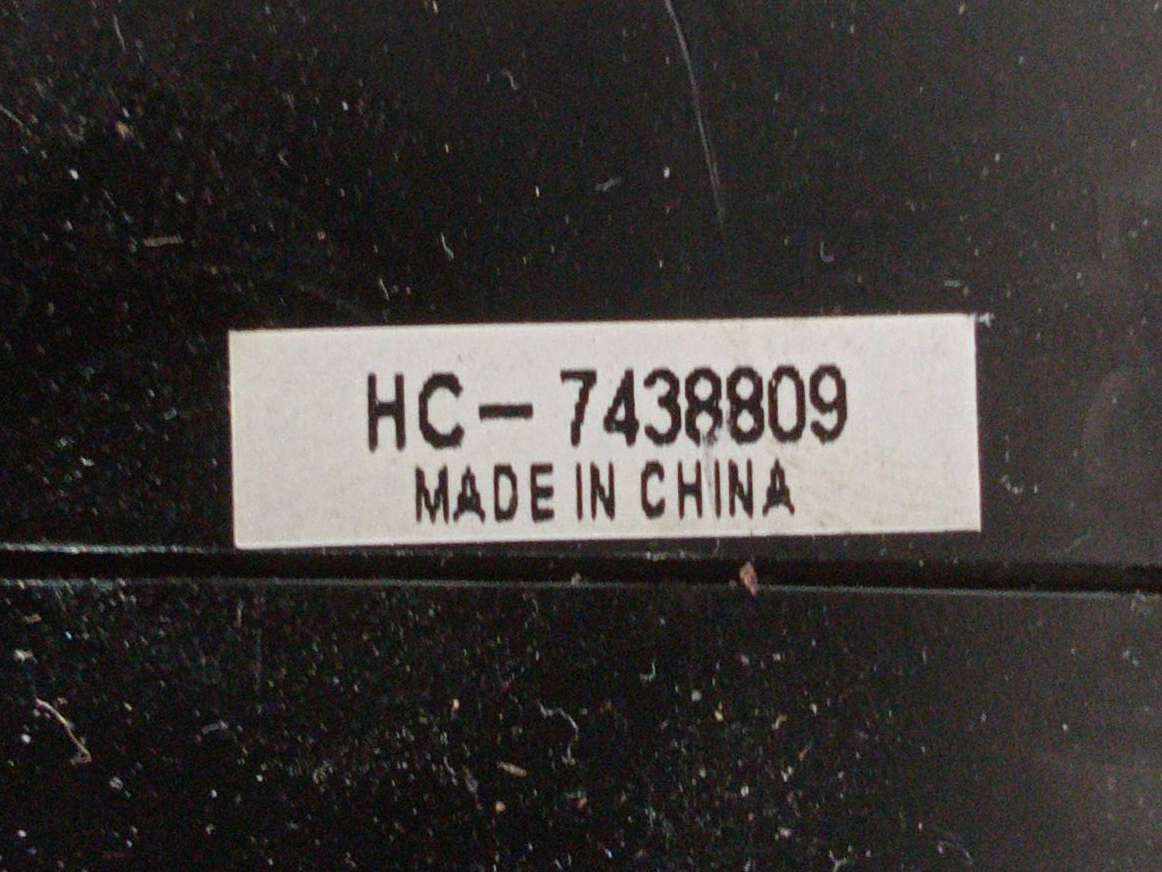 HC- 7438809
MADE IN CHINA